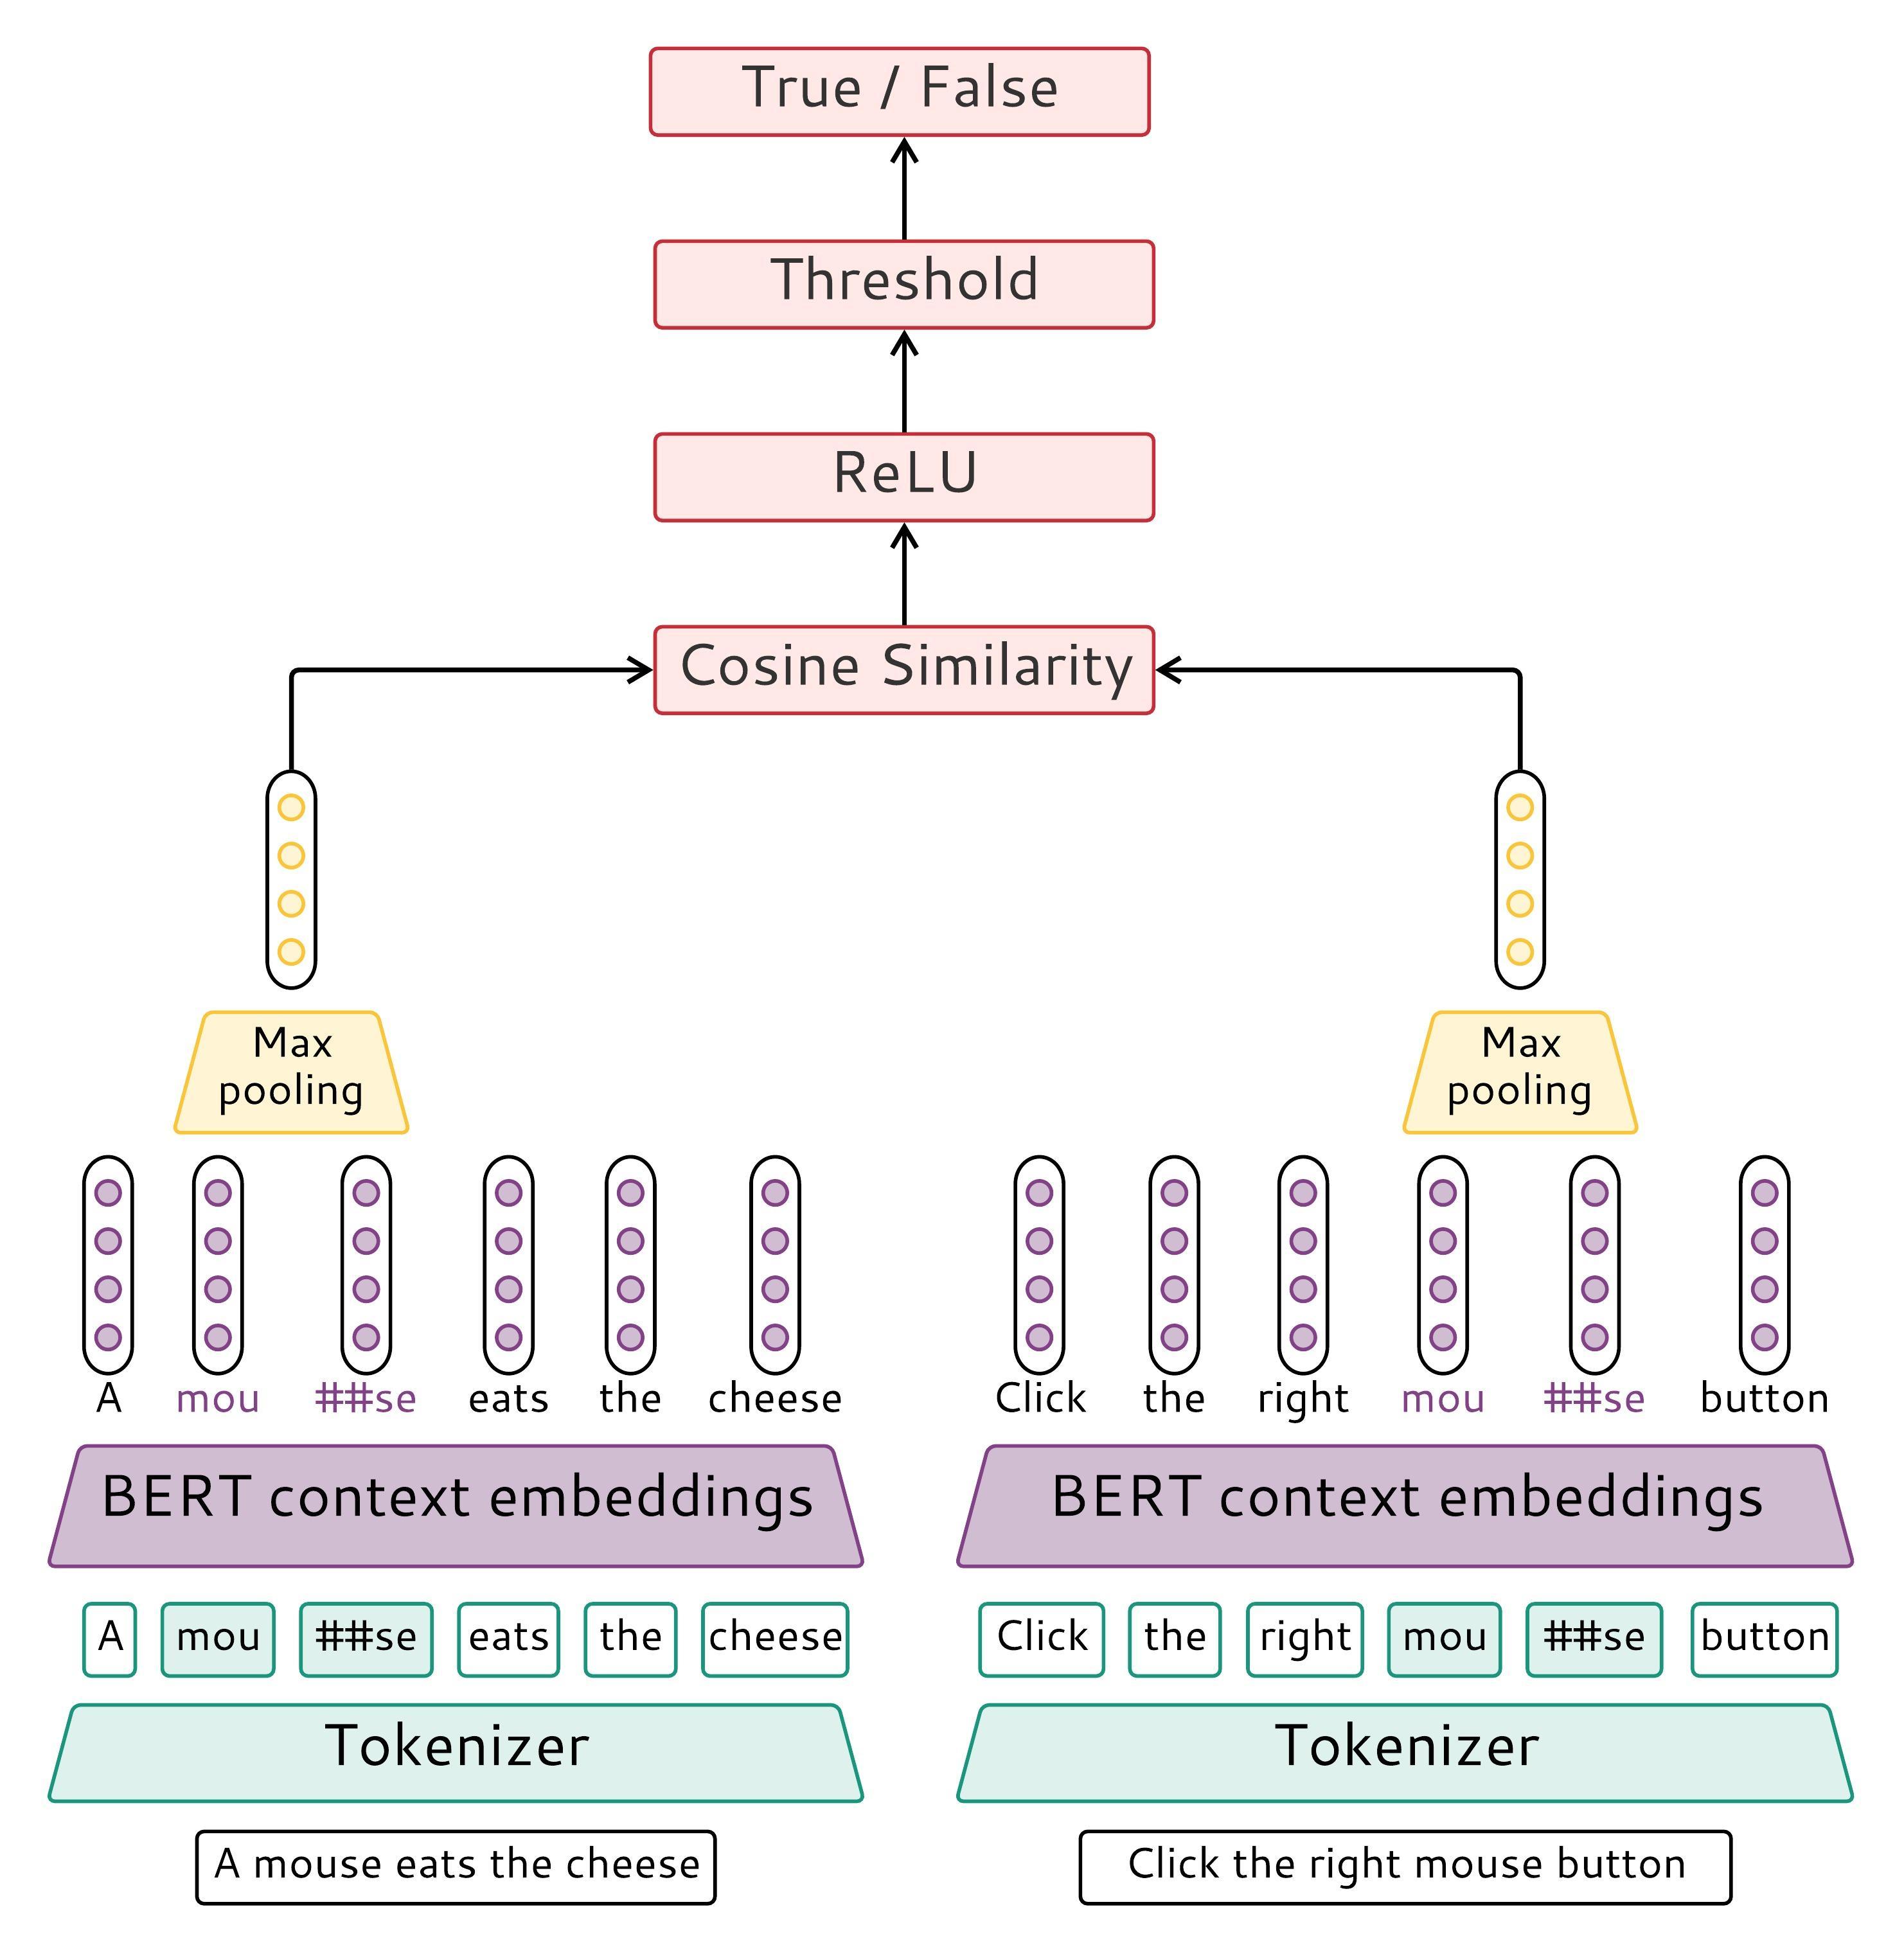 True / False
Threshold
ReLU
Cosine Similarity
Max
pooling
Max
pooling
A mou ##se eats the cheese
Click the right mou ##se button
BERT context embeddings
BERT context embeddings
A mou ##se eats the cheese
Click the right mou ##se button
Tokenizer
Tokenizer
A mouse eats the cheese
Click the right mouse button